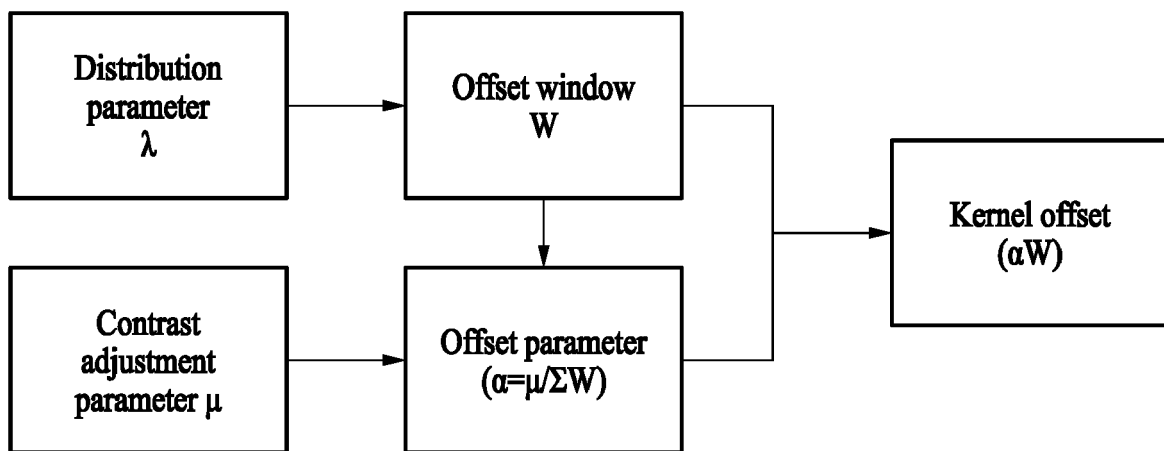 Distribution
parameter
λ
Offset window
W
Kernel offset
(αW)
Contrast
adjustment
parameter μ
Offset parameter
(α=μ/ΣW)